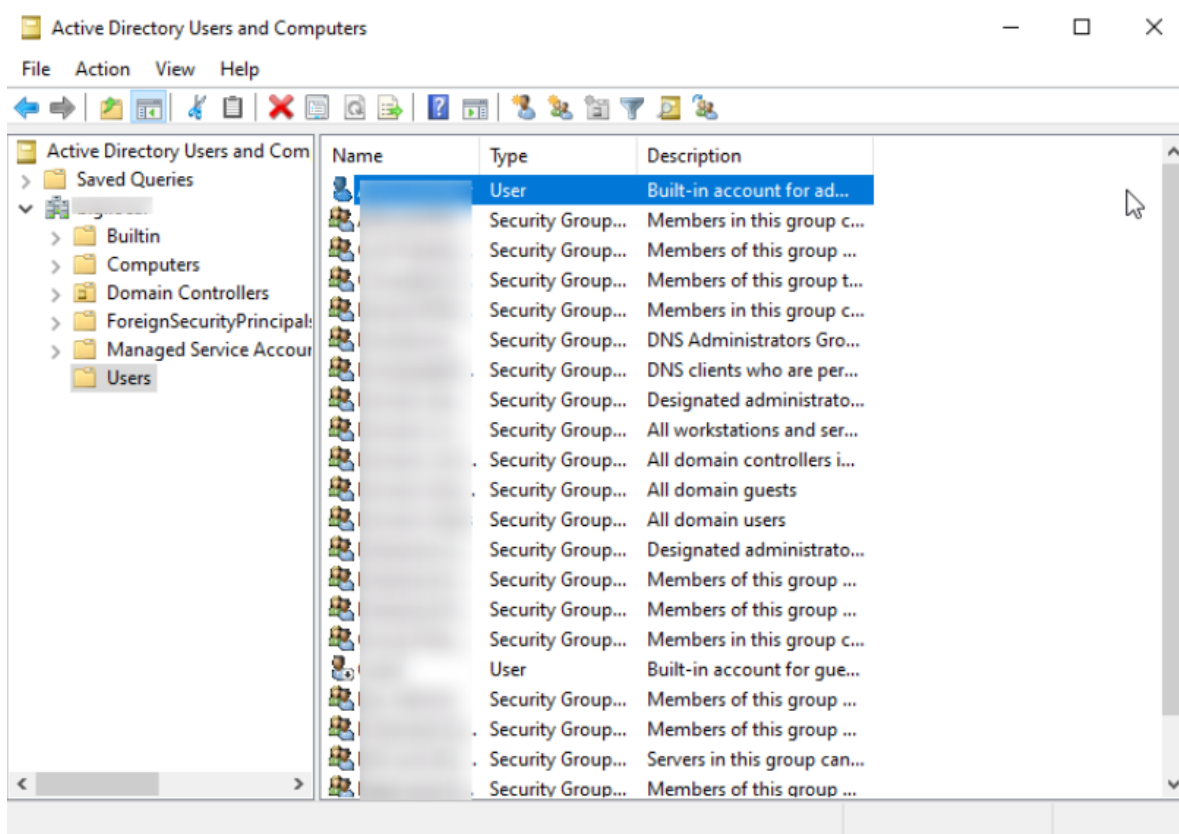 Active Directory Users and Computers
File Action View Help
Active Directory Users and Com
Saved Queries
Builtin
Computers
Domain Controllers
ForeignSecurityPrincipal
Managed Service Accour
Users
Name Type Description
User Built-in account for ad...
Security Group... Members in this group c...
Security Group... Members of this group ...
Security Group... Members of this group t...
Security Group... Members in this group c...
Security Group... DNS Administrators Gro...
Security Group... DNS clients who are per...
Security Group... Designated administrato...
Security Group... All workstations and ser...
Security Group... All domain controllers i...
Security Group... All domain guests
Security Group... All domain users
Security Group... Designated administrato...
Security Group... Members of this group ...
Security Group... Members of this group ...
Security Group... Members in this group c...
User Built-in account for gue...
Security Group... Members of this group ...
Security Group... Members of this group ...
Security Group... Servers in this group can...
Security Group... Members of this group ...